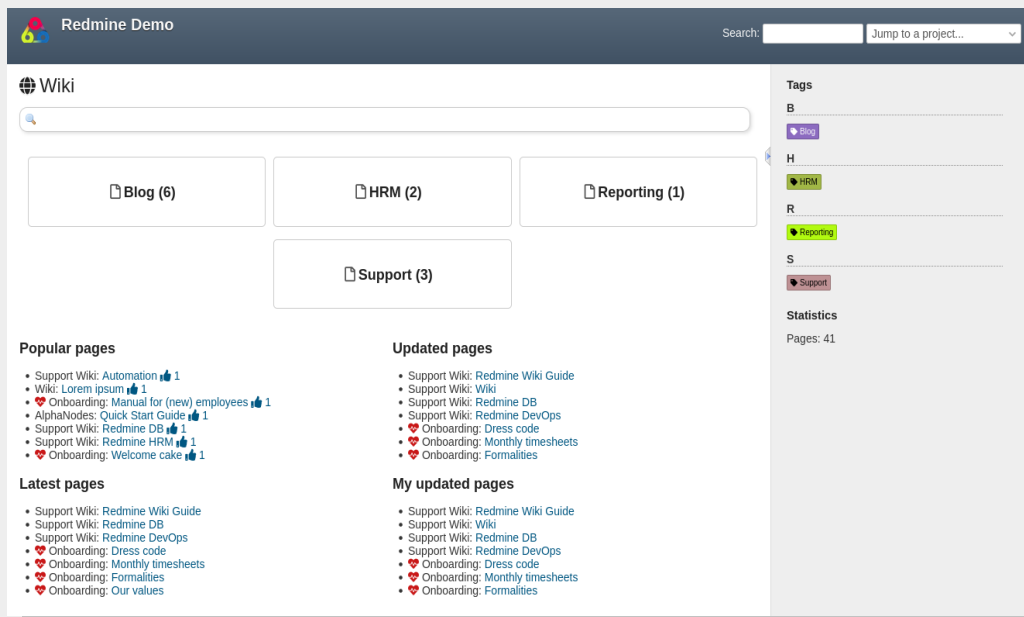 Redmine Demo
Search: Jump to a project...
Wiki
Blog (6)
HRM (2)
Reporting (1)
Support (3)
Popular pages
Support Wiki: Automation 1
Wiki: Lorem ipsum 1
Onboarding: Manual for (new) employees 1
AlphaNodes: Quick Start Guide 1
Support Wiki: Redmine DB 1
Support Wiki: Redmine HRM 1
Onboarding: Welcome cake 1
Updated pages
Support Wiki: Redmine Wiki Guide
Support Wiki: Wiki
Support Wiki: Redmine DB
Support Wiki: Redmine DevOps
Onboarding: Dress code
Onboarding: Monthly timesheets
Onboarding: Formalities
Latest pages
Support Wiki: Redmine Wiki Guide
Support Wiki: Redmine DB
Support Wiki: Redmine DevOps
Onboarding: Dress code
Onboarding: Monthly timesheets
Onboarding: Formalities
Onboarding: Our values
My updated pages
Support Wiki: Redmine Wiki Guide
Support Wiki: Wiki
Support Wiki: Redmine DB
Support Wiki: Redmine DevOps
Onboarding: Dress code
Onboarding: Monthly timesheets
Onboarding: Formalities
Tags
B
Blog
H
HRM
R
Reporting
S
Support
Statistics
Pages: 41